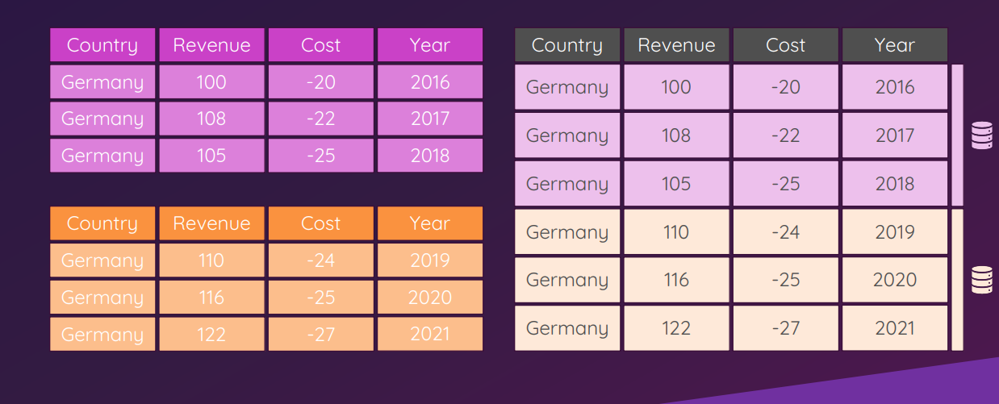 Country Revenue Cost Year
Germany 100 -20 2016
Germany 108 -22 2017
Germany 105 -25 2018
Country Revenue Cost Year
Germany 110 -24 2019
Germany 116 -25 2020
Germany 122 -27 2021
Country Revenue Cost Year
Germany 100 -20 2016
Germany 108 -22 2017
Germany 105 -25 2018
Germany 110 -24 2019
Germany 116 -25 2020
Germany 122 -27 2021